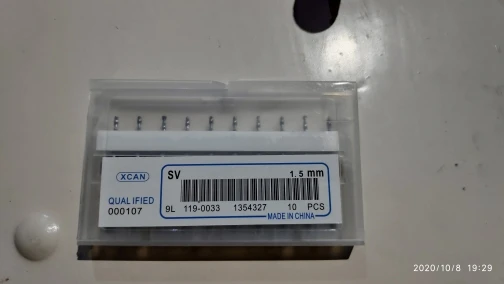 XCAN
QUALIFIED
000107
SV
1.5 mm
9L 119-0033 1354327 10 PCS
MADE IN CHINA
2020/10/8 19:29